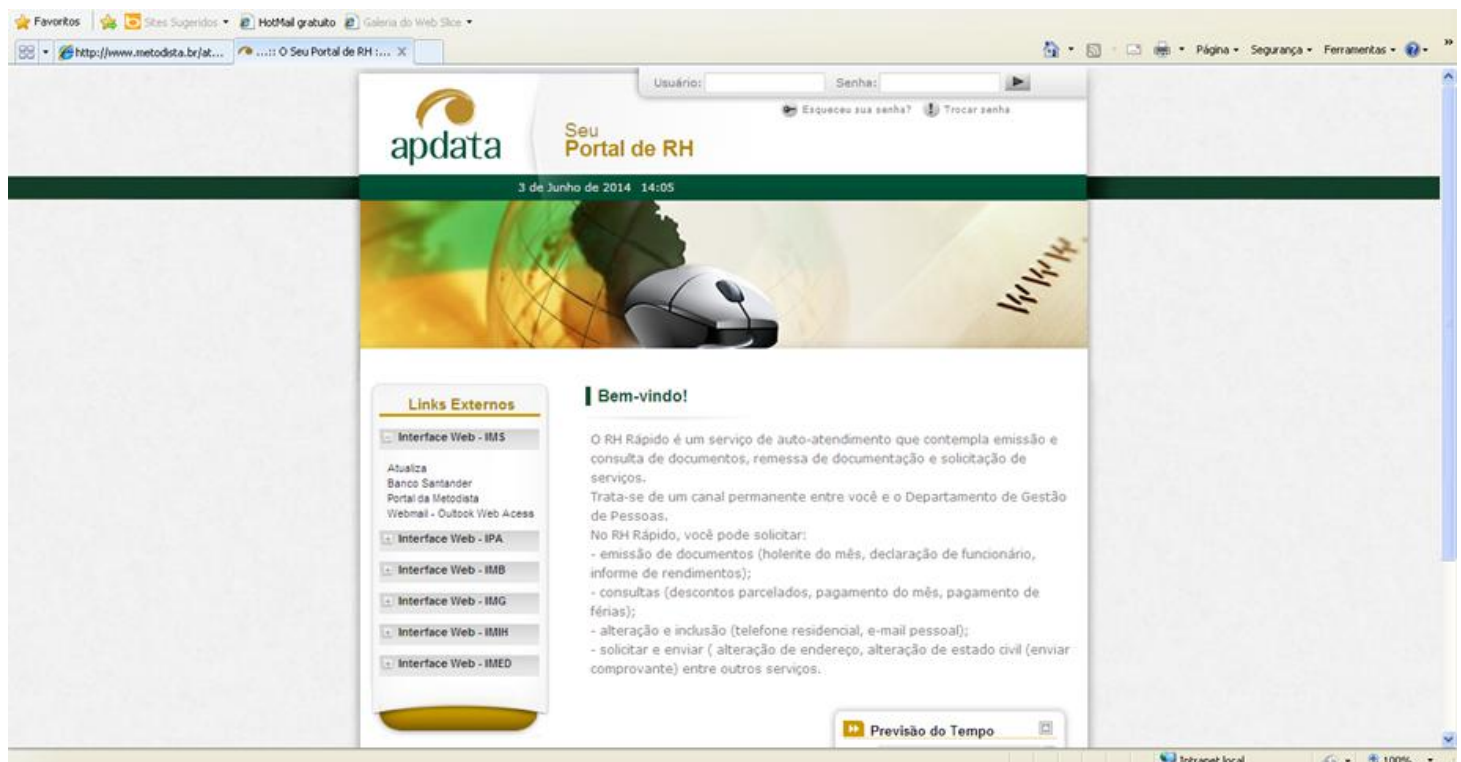 Favoritos Sites Sugeridos HotMail gratuito Galeria do Web Slice
http://www.metodista.br/at... ...:: O Seu Portal de RH :... X Página Segurança Ferramentas »
Usuário: Senha:
Esqueceu sua senha? Trocar senha
apdata
Seu
Portal de RH
3 de Junho de 2014 14:05
www.
Links Externos
Interface Web - IMS
Atualiza
Banco Santander
Portal da Metodista
Webmail - Outlook Web Acess
Interface Web - IPA
Interface Web - IMB
Interface Web - IMG
Interface Web - IMIH
Interface Web - IMED
Bem-vindo!
O RH Rápido é um serviço de auto-atendimento que contempla emissão e
consulta de documentos, remessa de documentação e solicitação de
serviços.
Trata-se de um canal permanente entre você e o Departamento de Gestão
de Pessoas.
No RH Rápido, você pode solicitar:
- emissão de documentos (holerite do mês, declaração de funcionário,
informe de rendimentos);
- consultas (descontos parcelados, pagamento do mês, pagamento de
férias);
- alteração e inclusão (telefone residencial, e-mail pessoal);
- solicitar e enviar ( alteração de endereço, alteração de estado civil (enviar
comprovante) entre outros serviços.
Previsão do Tempo
Intranet local 100%